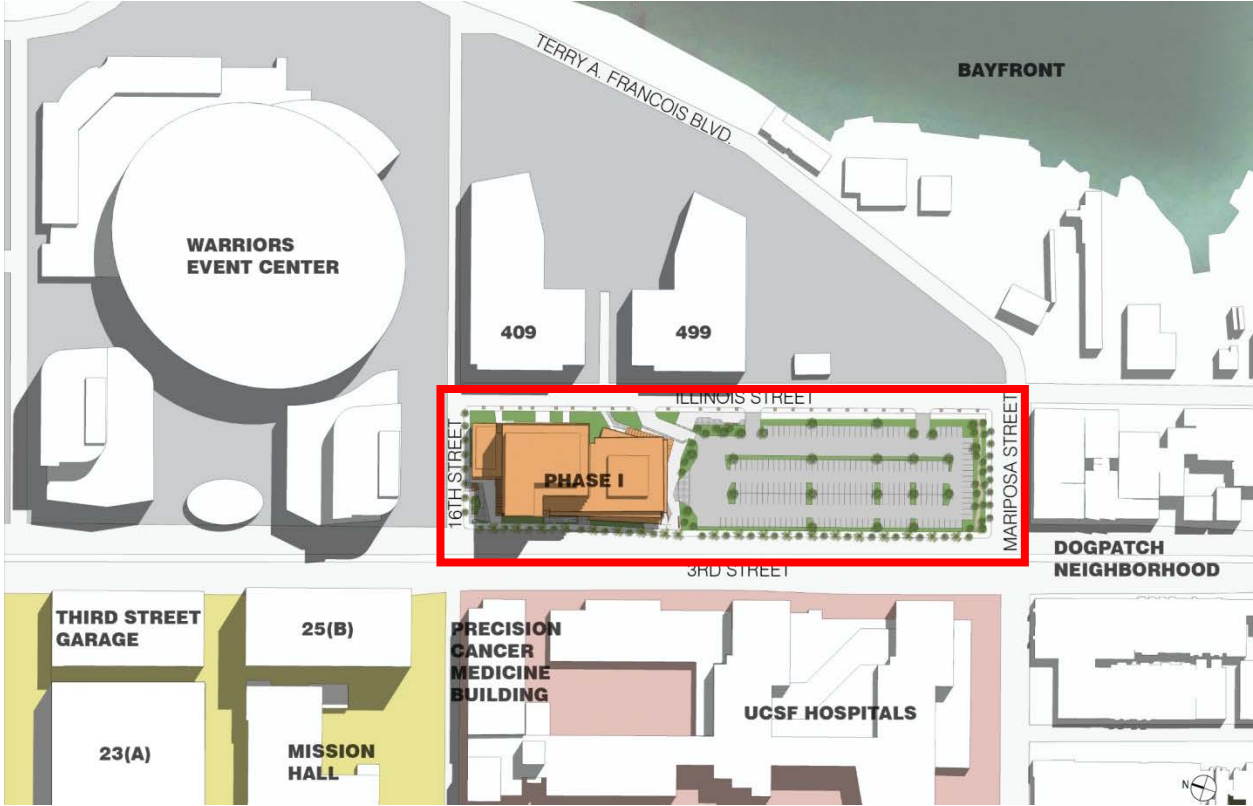 TERRY A. FRANCOIS BLVD.
BAYFRONT
WARRIORS
EVENT CENTER
409
499
ILLINOIS STREET
16TH STREET
PHASE I
MARIPOSA STREET
3RD STREET
DOGPATCH
NEIGHBORHOOD
THIRD STREET
GARAGE
25(B)
PRECISION
CANCER
MEDICINE
BUILDING
UCSF HOSPITALS
23(A)
MISSION
HALL
N